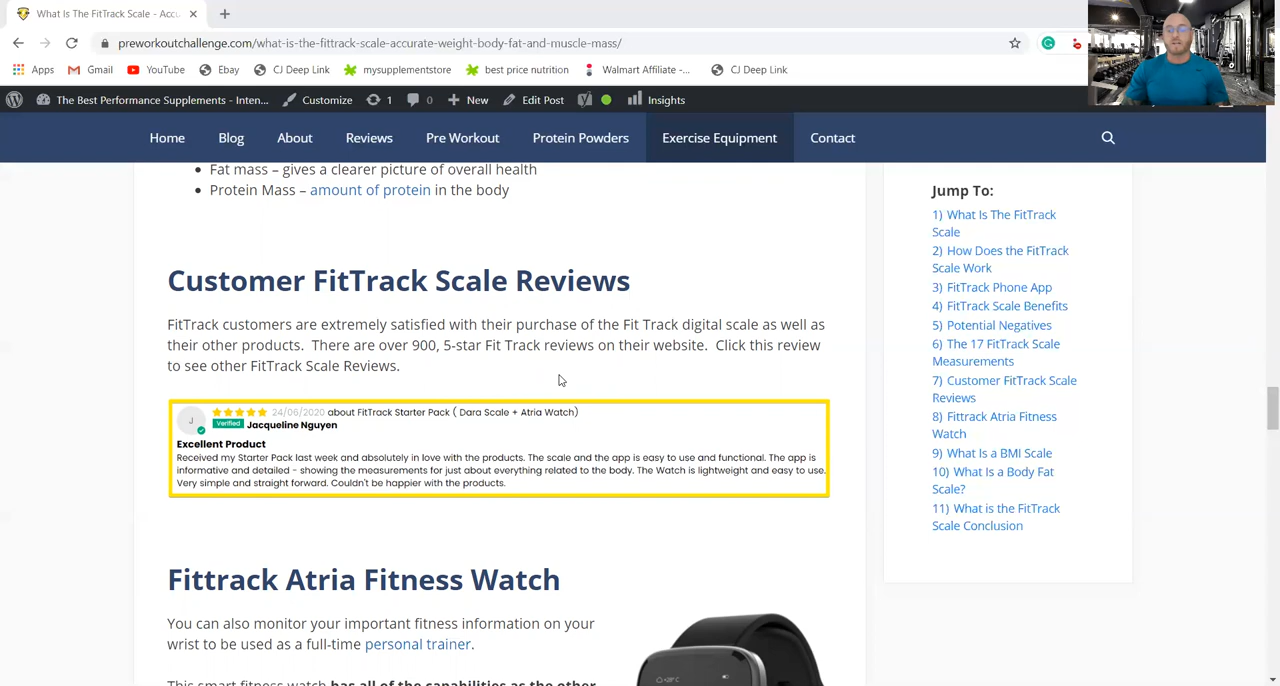 What Is The FitTrack Scale - Accu
preworkoutchallenge.com/what-is-the-fittrack-scale-accurate-weight-body-fat-and-muscle-mass/
Apps Gmail YouTube Ebay CJ Deep Link mysupplementstore best price nutrition Walmart Affiliate -... CJ Deep Link
The Best Performance Supplements - Inten... Customize 1 0 New Edit Post Insights
Home Blog About Reviews Pre Workout Protein Powders Exercise Equipment Contact
• Fat mass – gives a clearer picture of overall health
• Protein Mass – amount of protein in the body
Customer FitTrack Scale Reviews
FitTrack customers are extremely satisfied with their purchase of the Fit Track digital scale as well as
their other products. There are over 900, 5-star Fit Track reviews on their website. Click this review
to see other FitTrack Scale Reviews.
J
24/06/2020 about FitTrack Starter Pack ( Dara Scale + Atria Watch)
Verified Jacqueline Nguyen
Excellent Product
Received my Starter Pack last week and absolutely in love with the products. The scale and the app is easy to use and functional. The app is
informative and detailed - showing the measurements for just about everything related to the body. The Watch is lightweight and easy to use.
Very simple and straight forward. Couldn't be happier with the products.
Fittrack Atria Fitness Watch
You can also monitor your important fitness information on your
wrist to be used as a full-time personal trainer.
This smart fitness watch has all of the capabilities as the other
Jump To:
1) What Is The FitTrack
Scale
2) How Does the FitTrack
Scale Work
3) FitTrack Phone App
4) FitTrack Scale Benefits
5) Potential Negatives
6) The 17 FitTrack Scale
Measurements
7) Customer FitTrack Scale
Reviews
8) Fittrack Atria Fitness
Watch
9) What Is a BMI Scale
10) What Is a Body Fat
Scale?
11) What is the FitTrack
Scale Conclusion